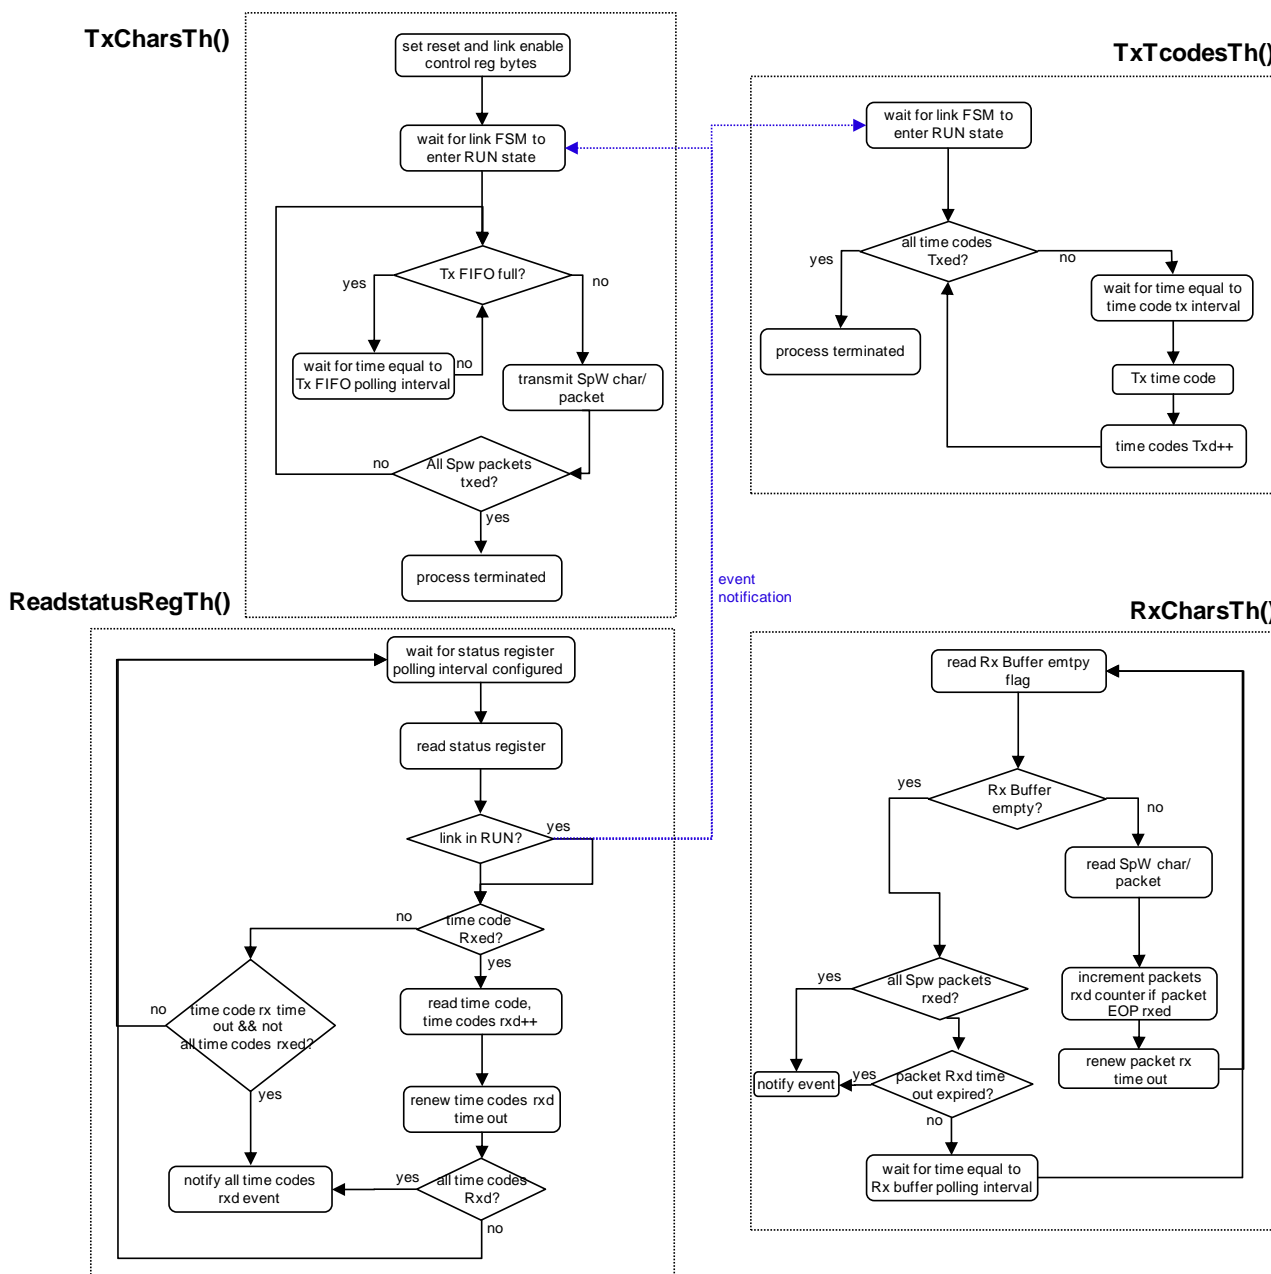 TxCharsTh()
set reset and link enable
control reg bytes
wait for link FSM to
enter RUN state
Tx FIFO full?
yes
no
wait for time equal to
Tx FIFO polling interval
no
transmit SpW char/
packet
All Spw packets
txed?
no
yes
process terminated
TxTcodesTh()
wait for link FSM to
enter RUN state
all time codes
Txed?
yes
no
wait for time equal to
time code tx interval
process terminated
Tx time code
time codes Txd++
event
notification
ReadstatusRegTh()
wait for status register
polling interval configured
read status register
link in RUN?
yes
time code
Rxed?
no
yes
time code rx time
out && not
all time codes rxed?
no
yes
read time code,
time codes rxd++
renew time codes rxd
time out
all time codes
Rxd?
yes
no
notify all time codes
rxd event
RxCharsTh()
read Rx Buffer emtpy
flag
Rx Buffer
empty?
yes
no
read SpW char/
packet
increment packets
rxd counter if packet
EOP rxed
renew packet rx
time out
all Spw packets
rxed?
yes
packet Rxd time
out expired?
yes
no
notify event
wait for time equal to
Rx buffer polling interval